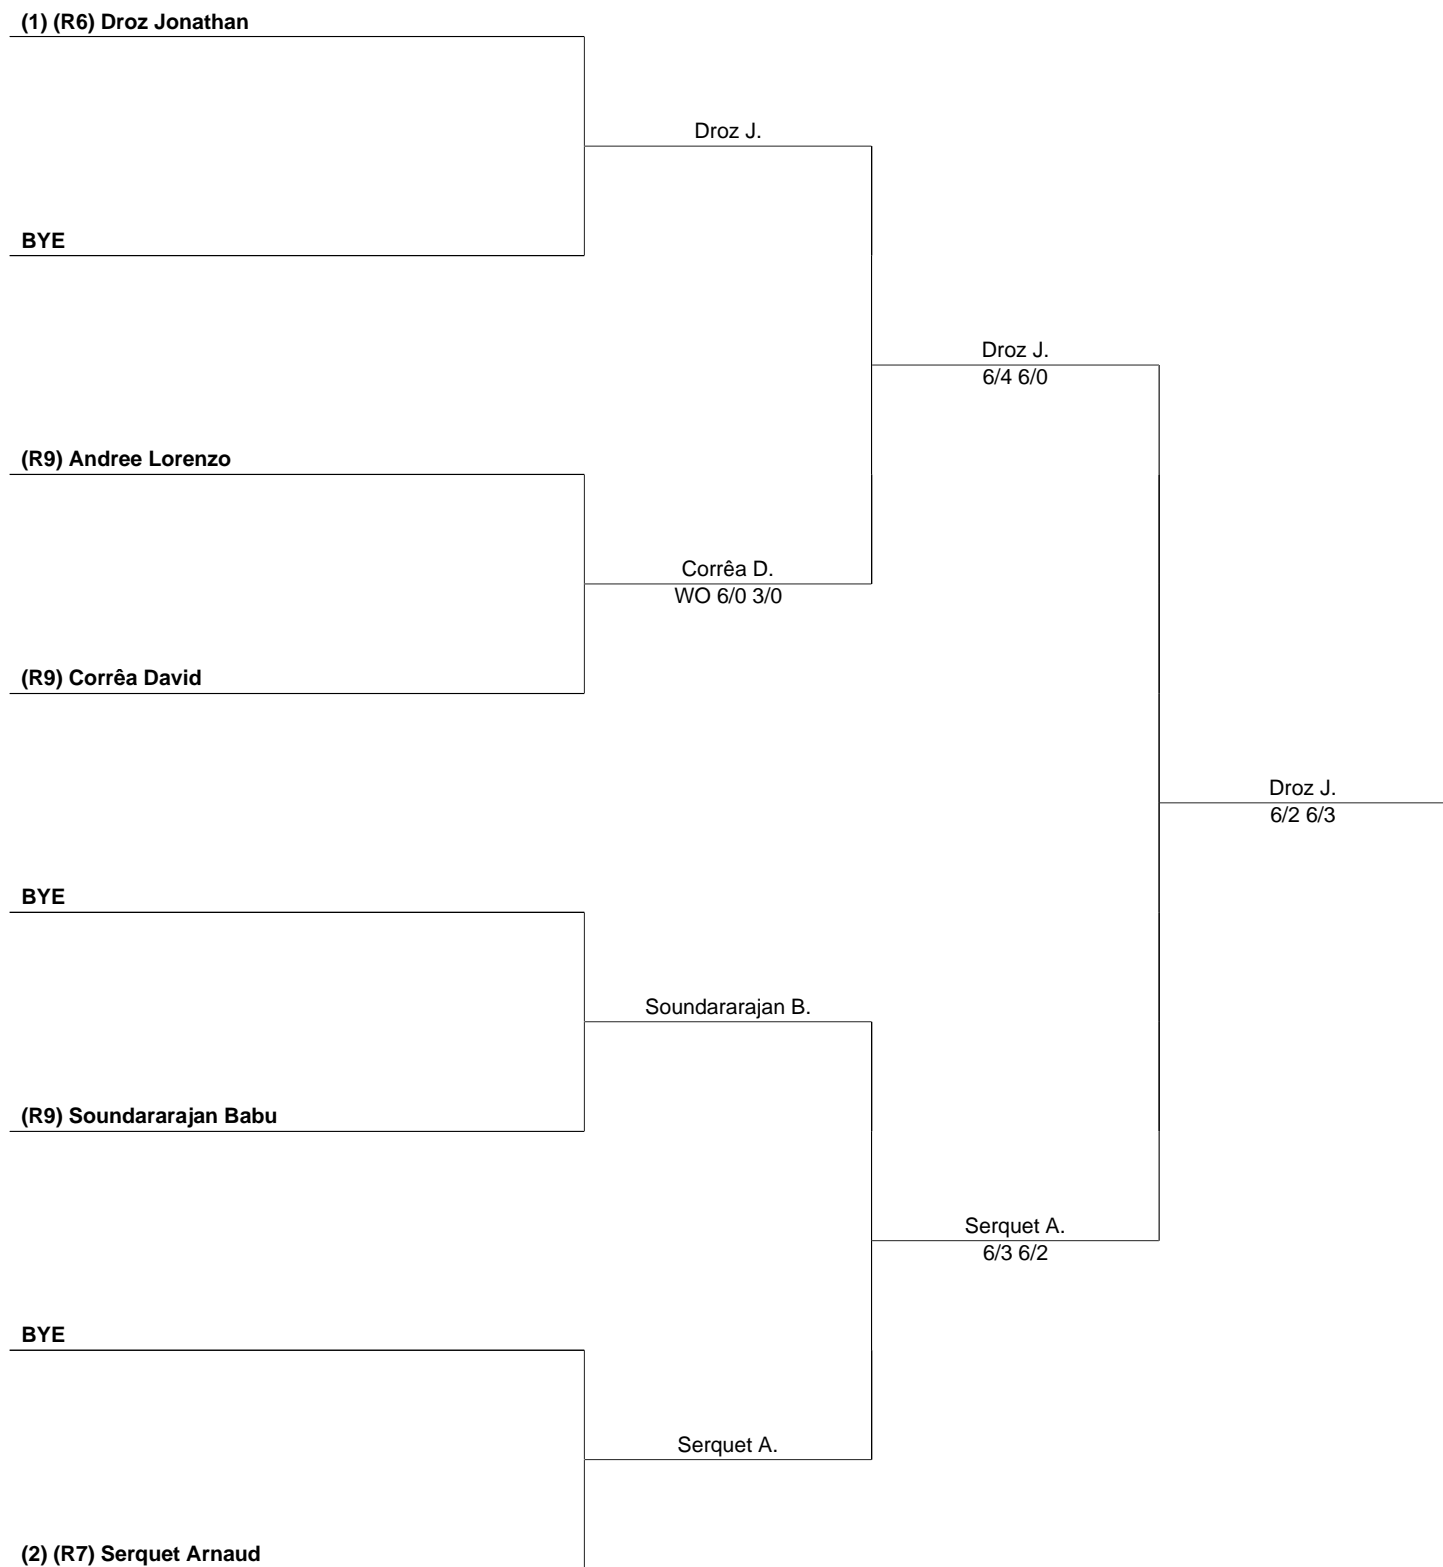 (1) (R6) Droz Jonathan
Droz J.
BYE
Droz J.
6/4 6/0
(R9) Andree Lorenzo
Corrêa D.
WO 6/0 3/0
(R9) Corrêa David
Droz J.
6/2 6/3
BYE
Soundararajan B.
(R9) Soundararajan Babu
Serquet A.
6/3 6/2
BYE
Serquet A.
(2) (R7) Serquet Arnaud